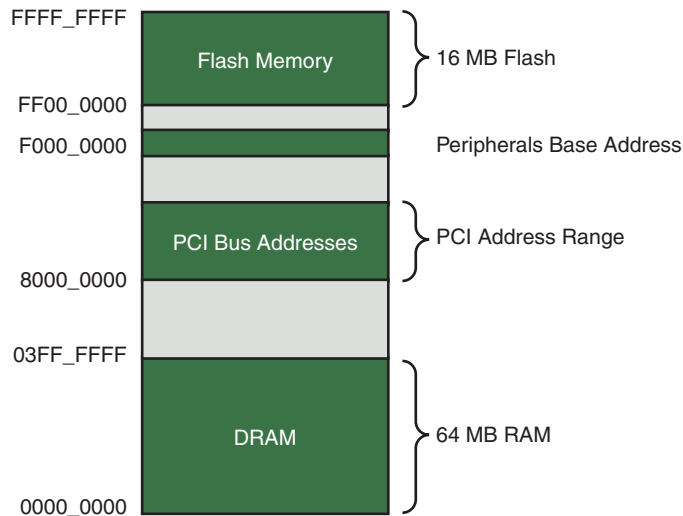 FFFF_FFFF
Flash Memory
16 MB Flash
FF00_0000
F000_0000
Peripherals Base Address
PCI Bus Addresses
PCI Address Range
8000_0000
03FF_FFFF
DRAM
64 MB RAM
0000_0000